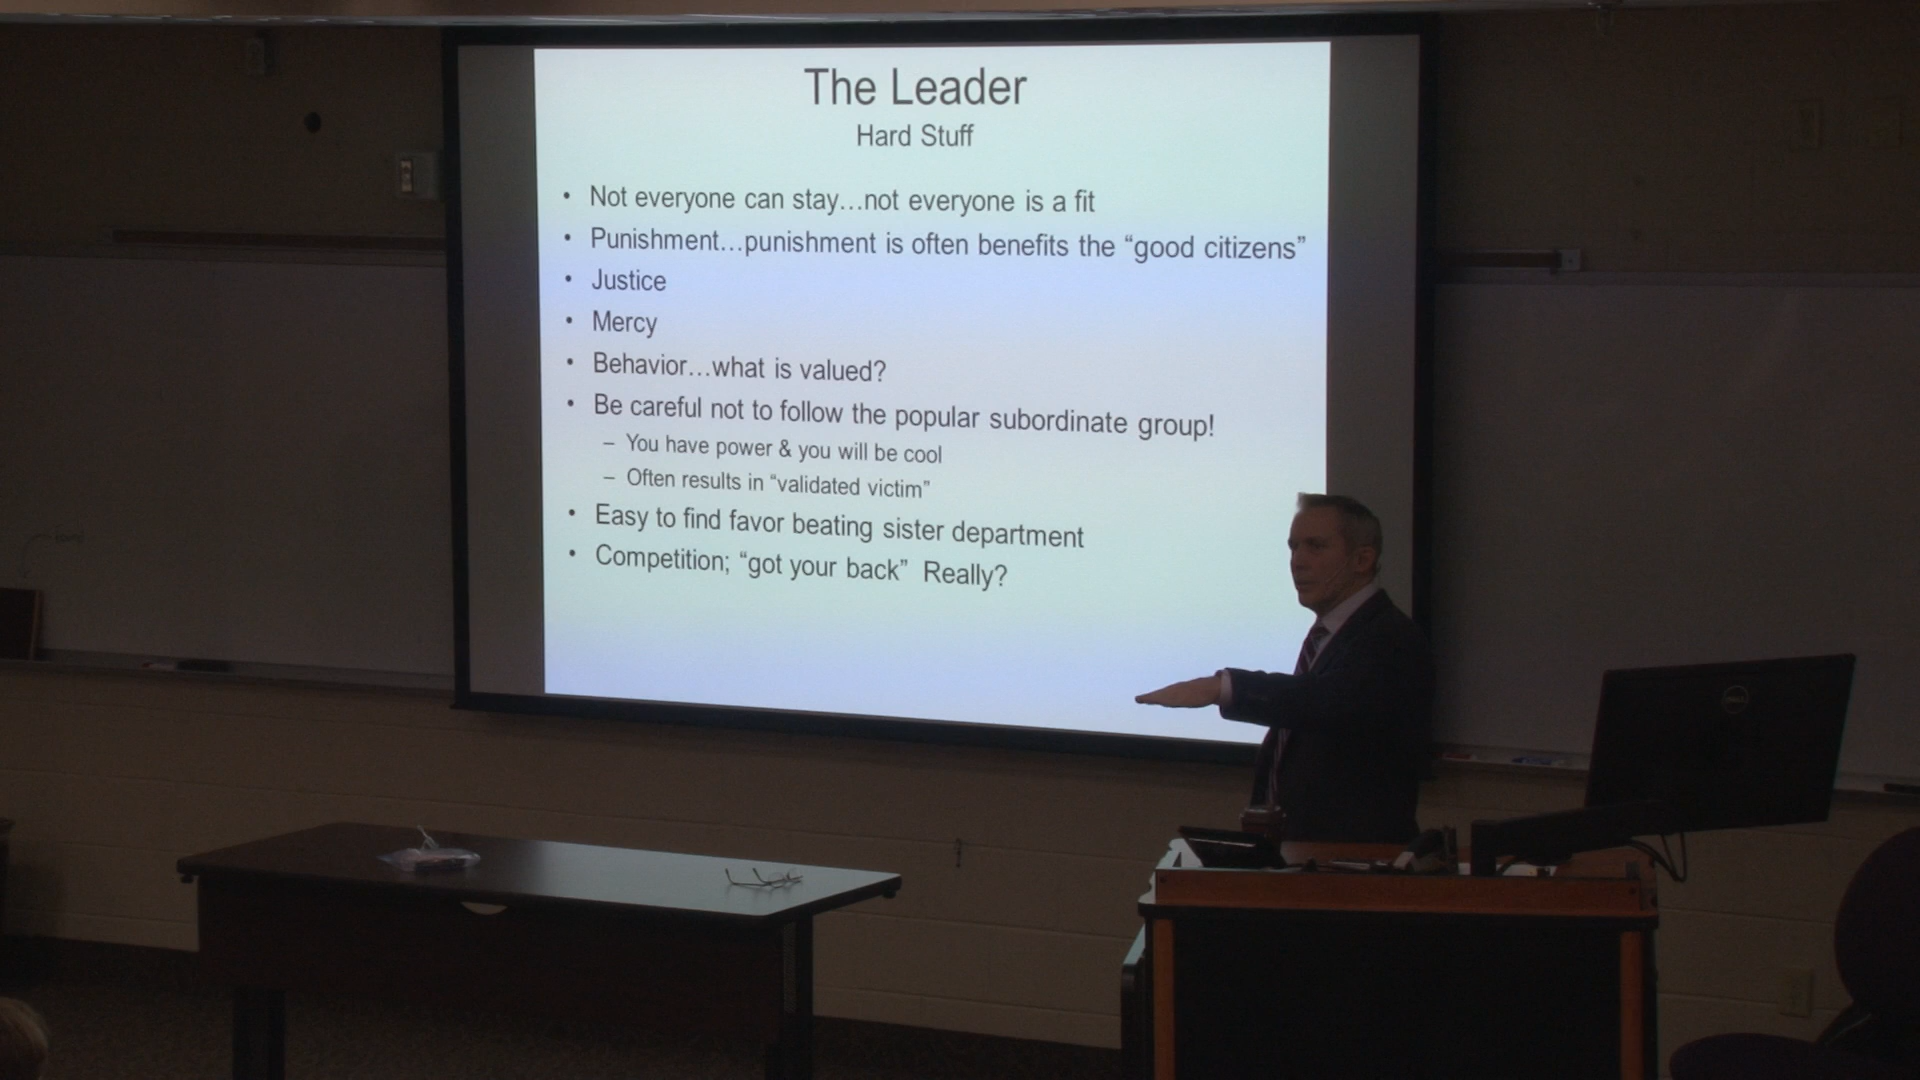 The Leader
Hard Stuff
• Not everyone can stay…not everyone is a fit
• Punishment…punishment is often benefits the “good citizens”
• Justice
• Mercy
• Behavior…what is valued?
• Be careful not to follow the popular subordinate group!
– You have power & you will be cool
– Often results in “validated victim”
• Easy to find favor beating sister department
• Competition; “got your back” Really?
DELL